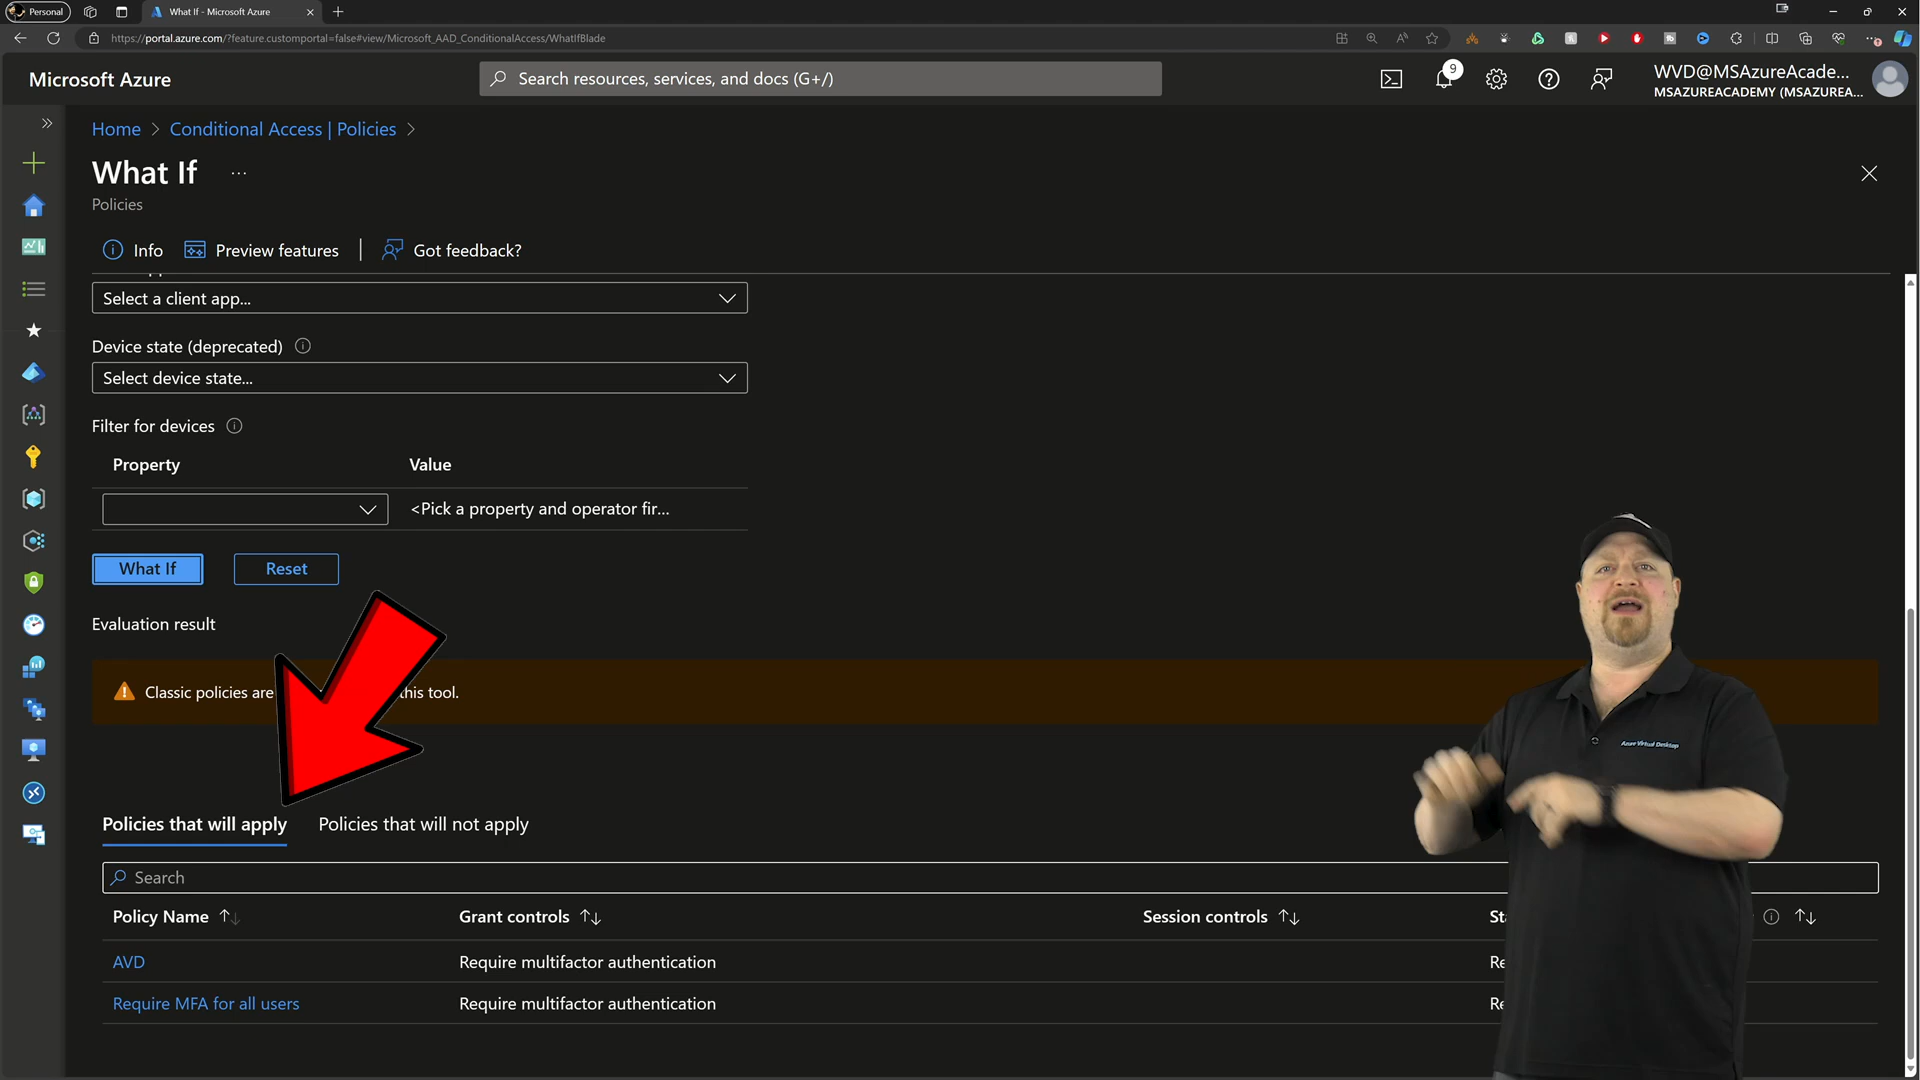 Personal
What If - Microsoft Azure
https://portal.azure.com/?feature.customportal=false#view/Microsoft_AAD_ConditionalAccess/WhatIfBlade
Microsoft Azure
Search resources, services, and docs (G+/)
9
WVD@MSAzureAcade...
MSAZUREACADEMY (MSAZUREA...
Home > Conditional Access | Policies >
What If ...
Policies
Info
Preview features
Got feedback?
Select a client app...
Device state (deprecated)
Select device state...
Filter for devices
Property Value
<Pick a property and operator fir...
What If Reset
Evaluation result
Classic policies are this tool.
Azure Virtual Desktop
Policies that will apply Policies that will not apply
Search
Policy Name Grant controls Session controls
AVD Require multifactor authentication
Require MFA for all users Require multifactor authentication